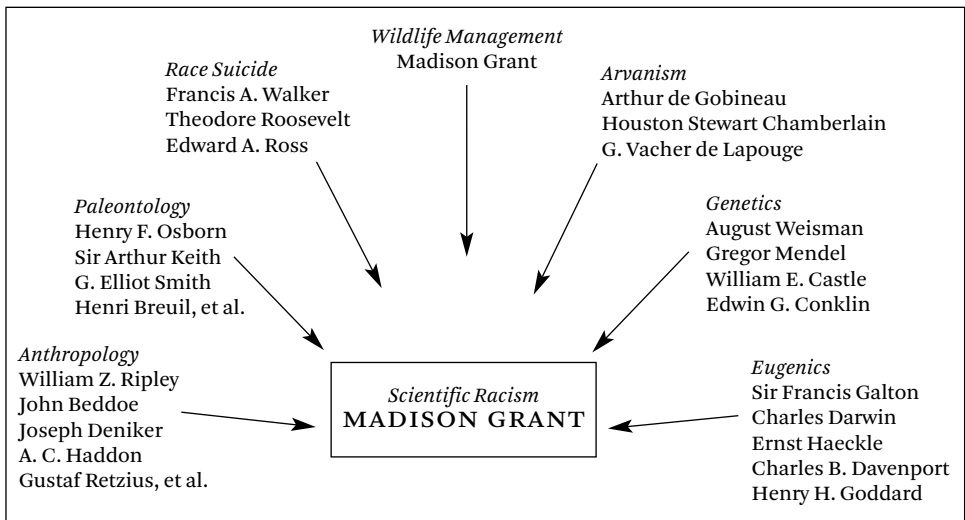 Wildlife Management
Madison Grant
Race Suicide
Francis A. Walker
Theodore Roosevelt
Edward A. Ross
Arvanism
Arthur de Gobineau
Houston Stewart Chamberlain
G. Vacher de Lapouge
Paleontology
Henry F. Osborn
Sir Arthur Keith
G. Elliot Smith
Henri Breuil, et al.
Genetics
August Weisman
Gregor Mendel
William E. Castle
Edwin G. Conklin
Anthropology
William Z. Ripley
John Beddoe
Joseph Deniker
A. C. Haddon
Gustaf Retzius, et al.
Scientific Racism
MADISON GRANT
Eugenics
Sir Francis Galton
Charles Darwin
Ernst Haeckle
Charles B. Davenport
Henry H. Goddard